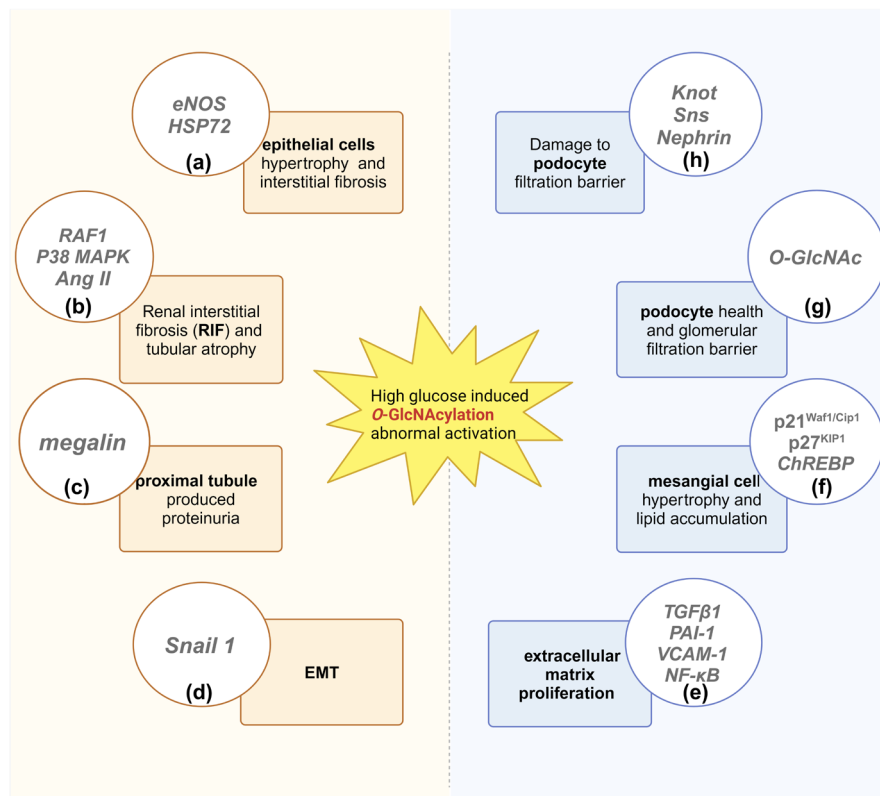 eNOS
HSP72
(a)
epithelial cells
hypertrophy and
interstitial fibrosis
RAF1
P38 MAPK
Ang II
(b)
Renal interstitial
fibrosis (RIF) and
tubular atrophy
megalin
(c)
proximal tubule
produced
proteinuria
Snail 1
(d)
EMT
High glucose induced
O-GlcNAcylation
abnormal activation
Knot
Sns
Nephrin
(h)
Damage to
podocyte
filtration barrier
O-GlcNAc
(g)
podocyte health
and glomerular
filtration barrier
p21Waf1/Cip1
p27KIP1
ChREBP
(f)
mesangial cell
hypertrophy and
lipid accumulation
TGFβ1
PAI-1
VCAM-1
NF-κB
(e)
extracellular
matrix
proliferation